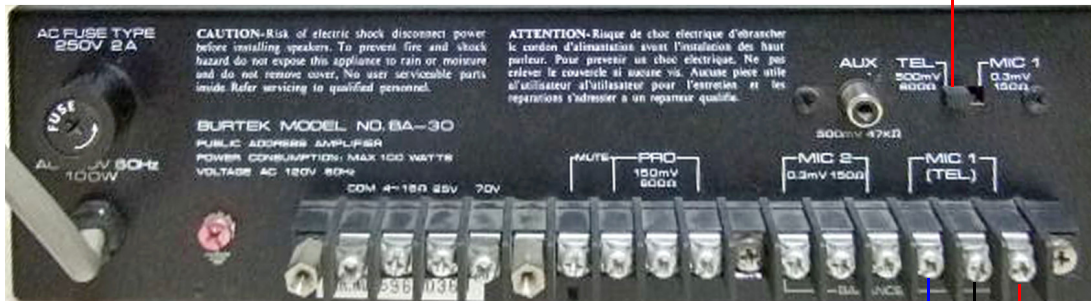 AC FUSE TYPE
250V 2A
FUSE
60Hz
100W
CAUTION-Risk of electric shock disconnect power
before installing speakers. To prevent fire and shock
hazard do not expose this appliance to rain or moisture
and do not remove cover, No user serviceable parts
inside. Refer servicing to qualified personnel.
BURTEK MODEL NO. BA-30
PUBLIC ADDRESS AMPLIFIER
POWER CONSUMPTION: MAX 100 WATTS
VOLTAGE AC 120V 60Hz
COM 4-16Ω 25V 70V
ATTENTION-Risque de choc electrique d'ebrancher
le cordon d'alimantation avant l'instalation des haut
parleur. Pour prevenir un choc electrique, Ne pas
enlever le couvercle ni aucune vis. Aucune piece utile
al'utilisateur al'utilasateur pour l'entretien et les
reparations s'adressier a un reparteur qualifie.
AUX
500mV 47KΩ
TEL
500mV
600Ω
MIC 1
0.3mV
150Ω
MUTE
PRO
150mV
600Ω
MIC 2
0.3mV 150Ω
MIC 1
(TEL)